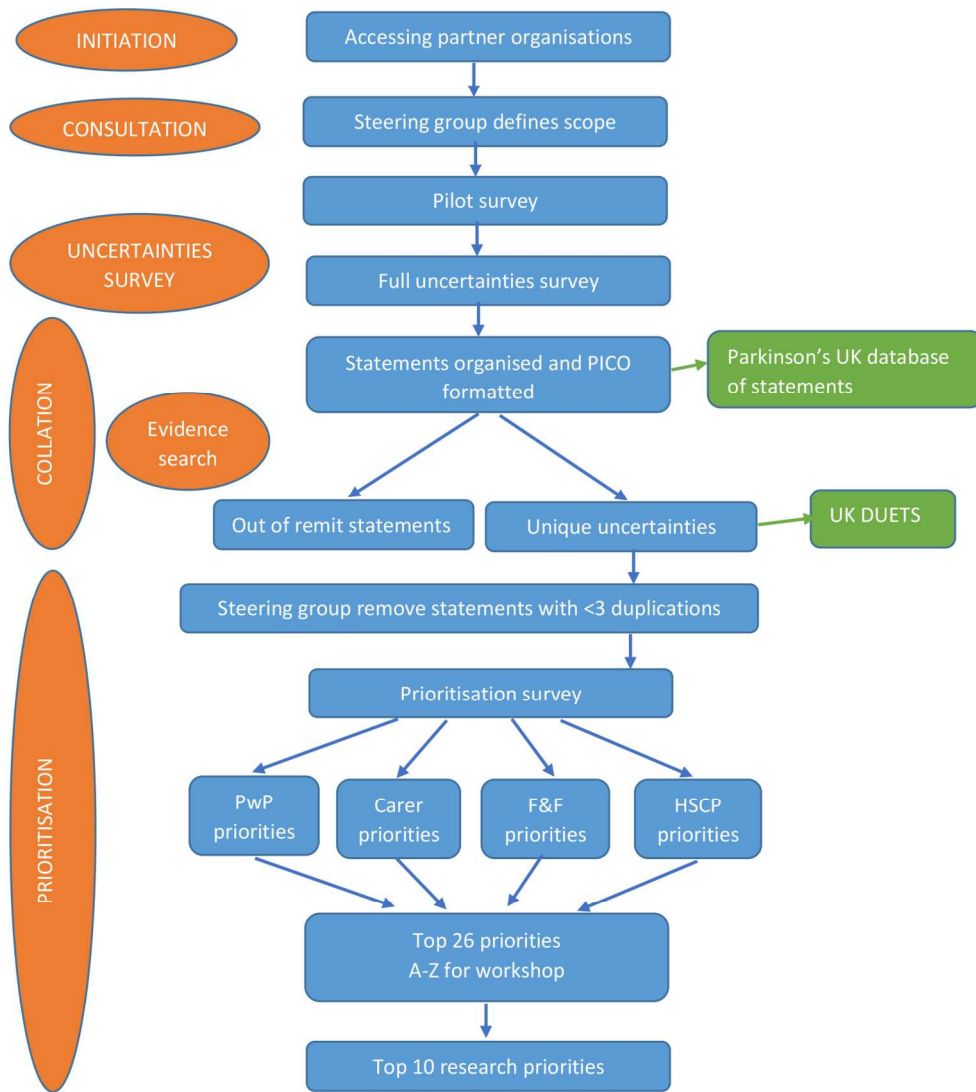 INITIATION
Accessing partner organisations
CONSULTATION
Steering group defines scope
Pilot survey
UNCERTAINTIES
SURVEY
Full uncertainties survey
COLLATION
Statements organised and PICO
formatted
Parkinson's UK database
of statements
Evidence
search
Out of remit statements
Unique uncertainties
UK DUETS
PRIORITISATION
Steering group remove statements with <3 duplications
Prioritisation survey
PwP
priorities
Carer
priorities
F&F
priorities
HSCP
priorities
Top 26 priorities
A-Z for workshop
Top 10 research priorities